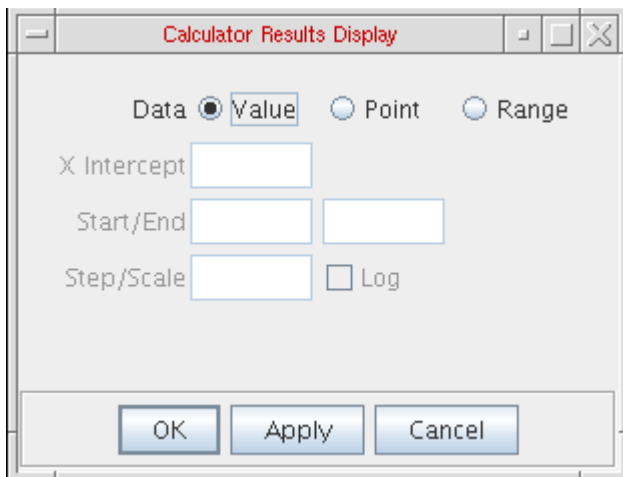 Calculator Results Display
Data Value Point Range
X Intercept
Start/End
Step/Scale Log
OK Apply Cancel